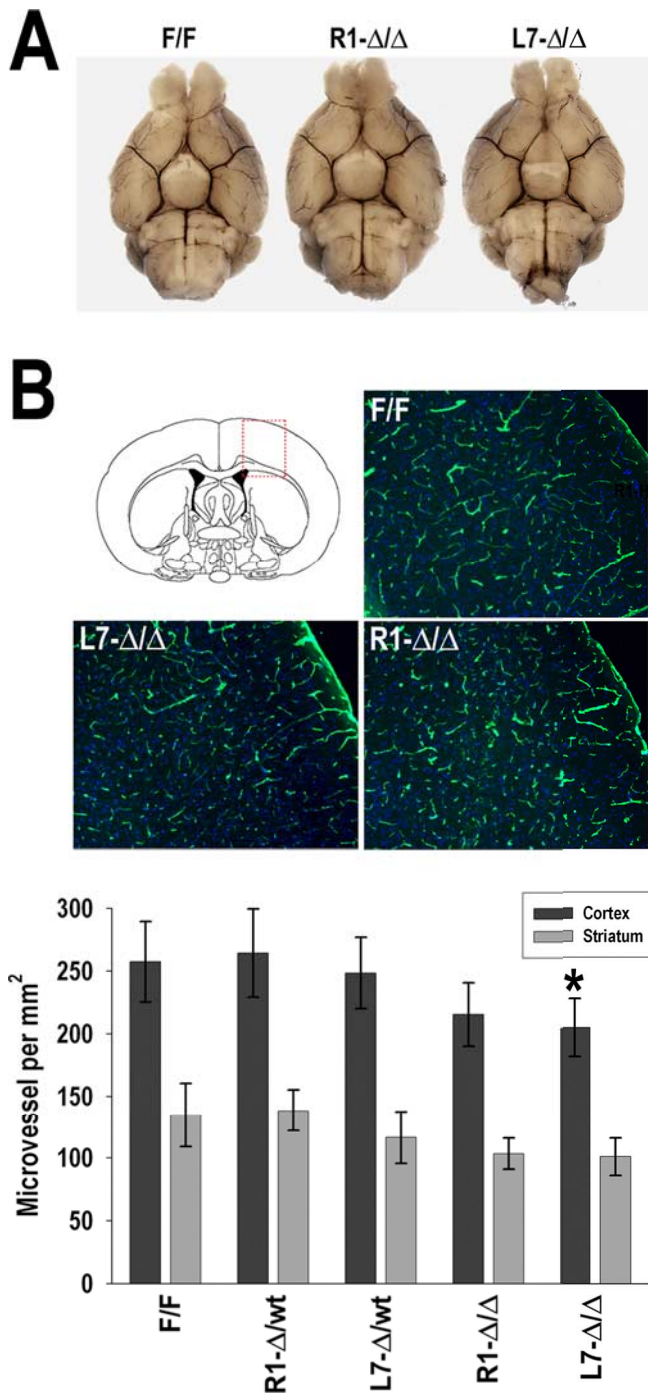 A
F/F
R1-Δ/Δ
L7-Δ/Δ
B
F/F
L7-Δ/Δ
R1-Δ/Δ
300
250
200
150
100
50
0
Microvessel per mm²
Cortex
Striatum
*
F/F
R1-Δ/wt
L7-Δ/wt
R1-Δ/Δ
L7-Δ/Δ